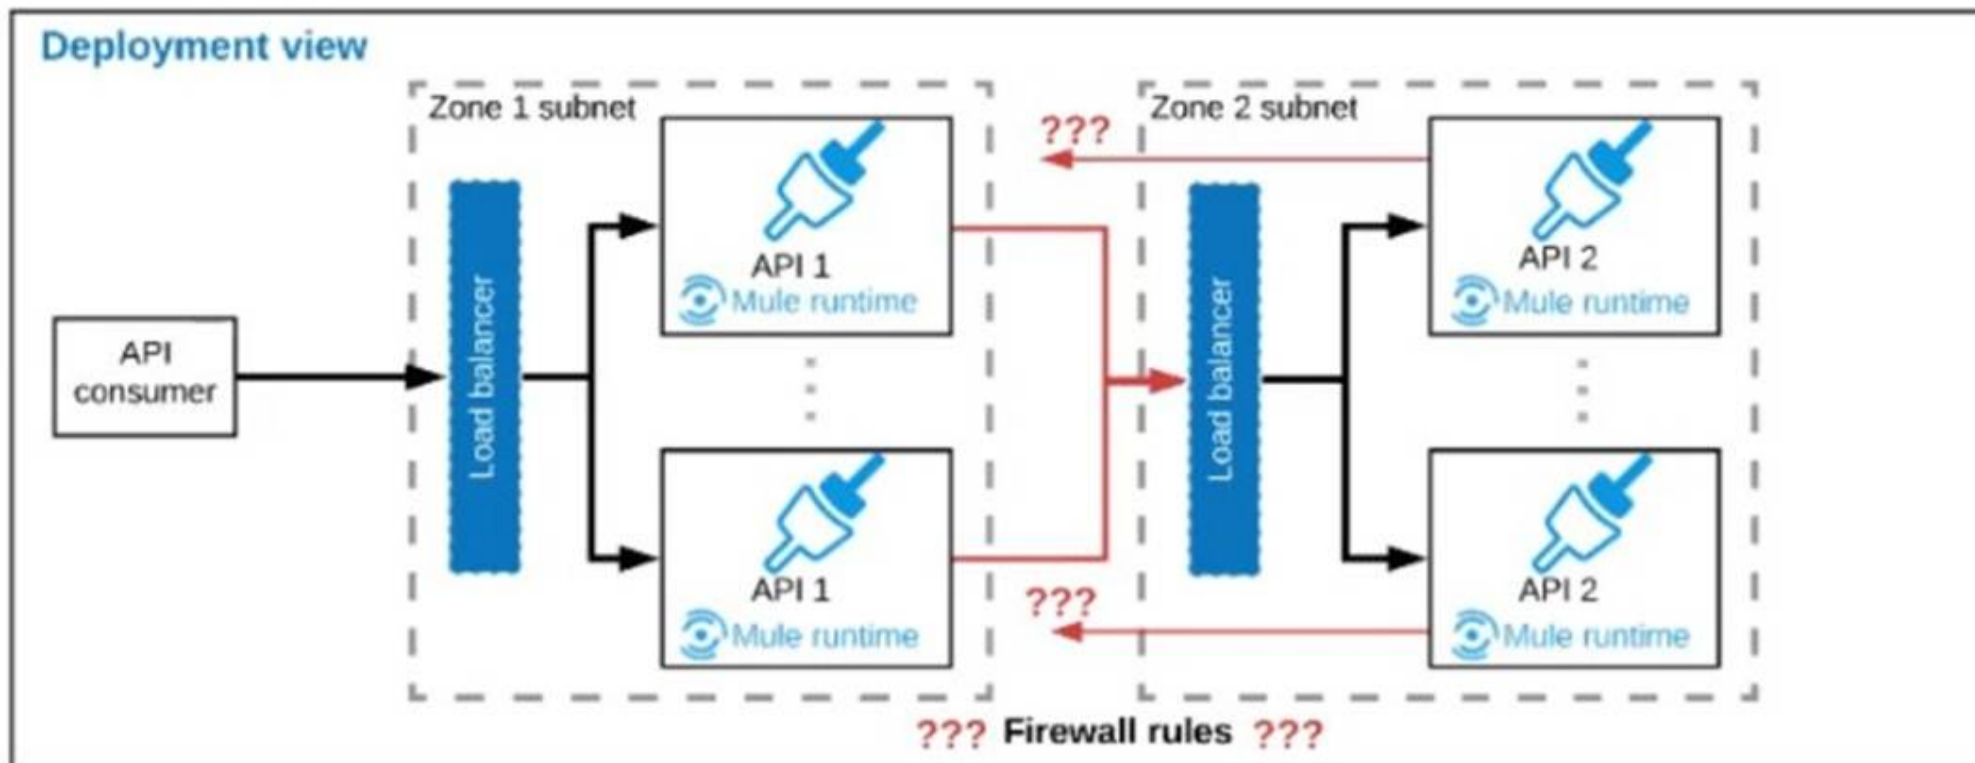 Deployment view
Zone 1 subnet
Zone 2 subnet
???
API 1
Mule runtime
API 2
Mule runtime
Load balancer
Load balancer
API
consumer
API 1
Mule runtime
???
API 2
Mule runtime
??? Firewall rules ???